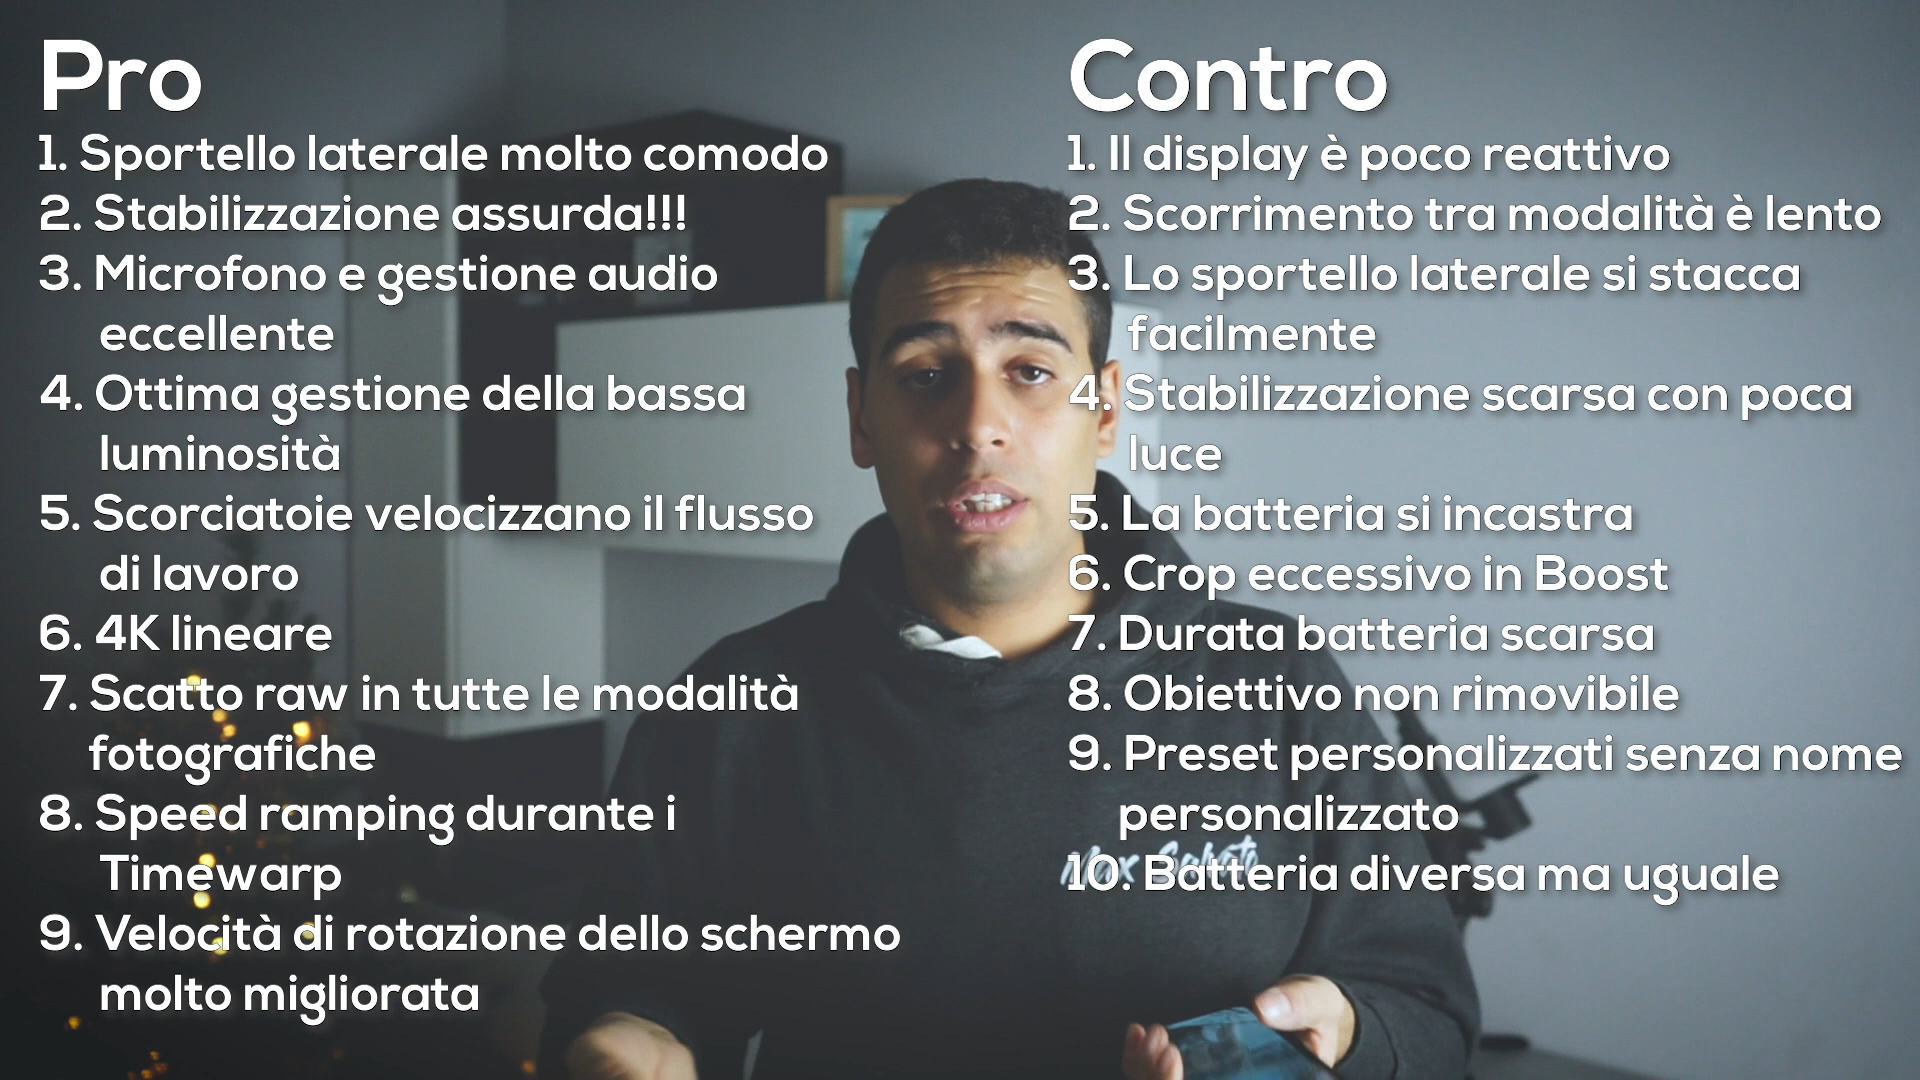 Pro
1. Sportello laterale molto comodo
2. Stabilizzazione assurda!!!
3. Microfono e gestione audio
eccellente
4. Ottima gestione della bassa
luminosità
5. Scorciatoie velocizzano il flusso
di lavoro
6. 4K lineare
7. Scatto raw in tutte le modalità
fotografiche
8. Speed ramping durante i
Timewarp
9. Velocità di rotazione dello schermo
molto migliorata
Contro
1. Il display è poco reattivo
2. Scorrimento tra modalità è lento
3. Lo sportello laterale si stacca
facilmente
4. Stabilizzazione scarsa con poca
luce
5. La batteria si incastra
6. Crop eccessivo in Boost
7. Durata batteria scarsa
8. Obiettivo non rimovibile
9. Preset personalizzati senza nome
personalizzato
10. Batteria diversa ma uguale